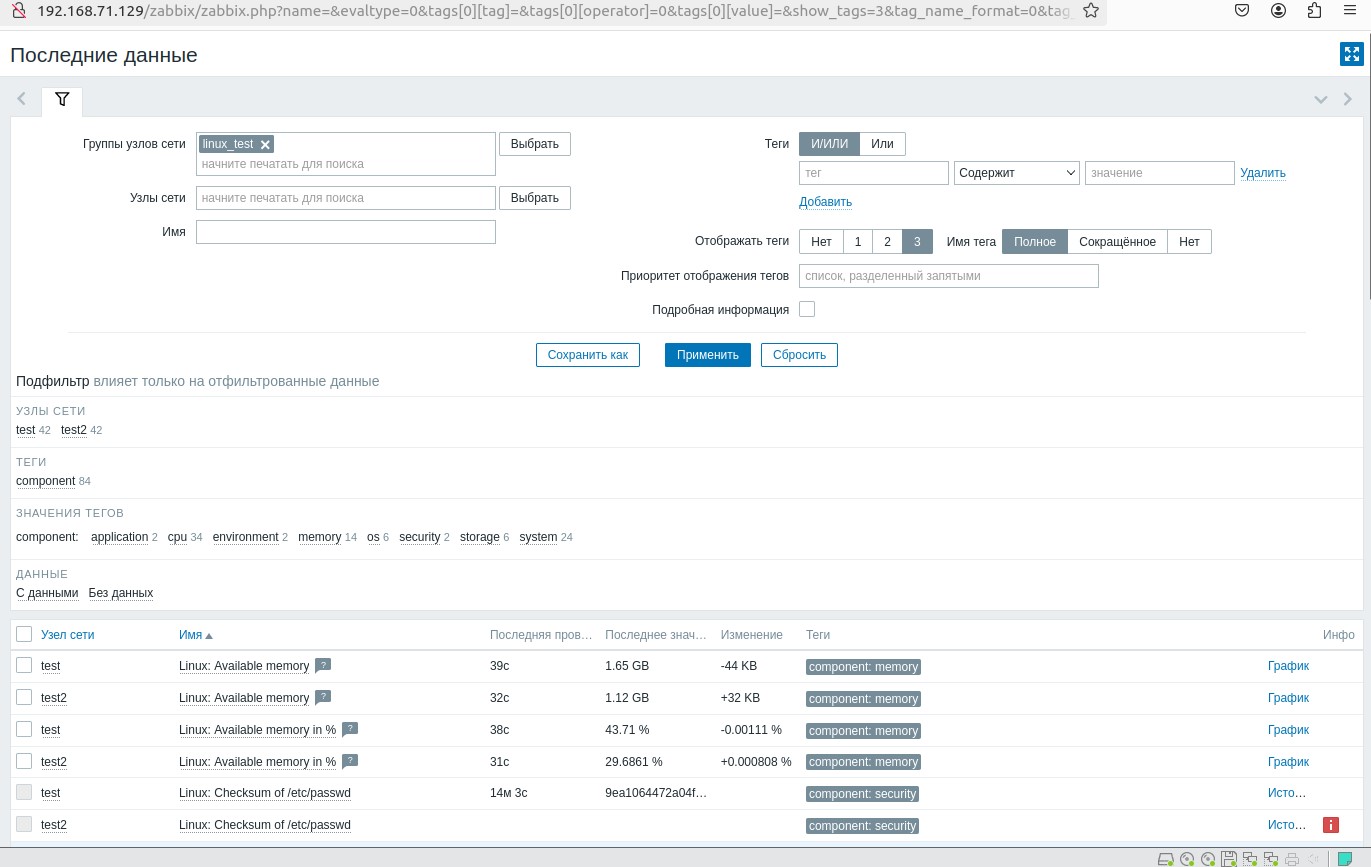 192.168.71.129/zabbix/zabbix.php?name=&evaltype=0&tags[0][tag]=&tags[0][operator]=0&tags[0][value]=&show_tags=3&tag_name_format=0&tag_
Последние данные
Группы узлов сети linux_test Выбрать
начните печатать для поиска
Узлы сети начните печатать для поиска Выбрать
Имя
Теги И/ИЛИ Или
тег Содержит значение Удалить
Добавить
Отображать теги Нет 1 2 3 Имя тега Полное Сокращённое Нет
Приоритет отображения тегов список, разделенный запятыми
Подробная информация
Сохранить как Применить Сбросить
Подфильтр влияет только на отфильтрованные данные
УЗЛЫ СЕТИ
test 42 test2 42
ТЕГИ
component 84
ЗНАЧЕНИЯ ТЕГОВ
component: application 2 cpu 34 environment 2 memory 14 os 6 security 2 storage 6 system 24
ДАННЫЕ
С данными Без данных
Узел сети Имя Последняя пров... Последнее знач... Изменение Теги Инфо
test Linux: Available memory ? 39с 1.65 GB -44 KB component: memory График
test2 Linux: Available memory ? 32с 1.12 GB +32 KB component: memory График
test Linux: Available memory in % ? 38с 43.71 % -0.00111 % component: memory График
test2 Linux: Available memory in % ? 31с 29.6861 % +0.000808 % component: memory График
test Linux: Checksum of /etc/passwd 14м 3с 9ea1064472a04f... component: security Исто...
test2 Linux: Checksum of /etc/passwd component: security Исто... i